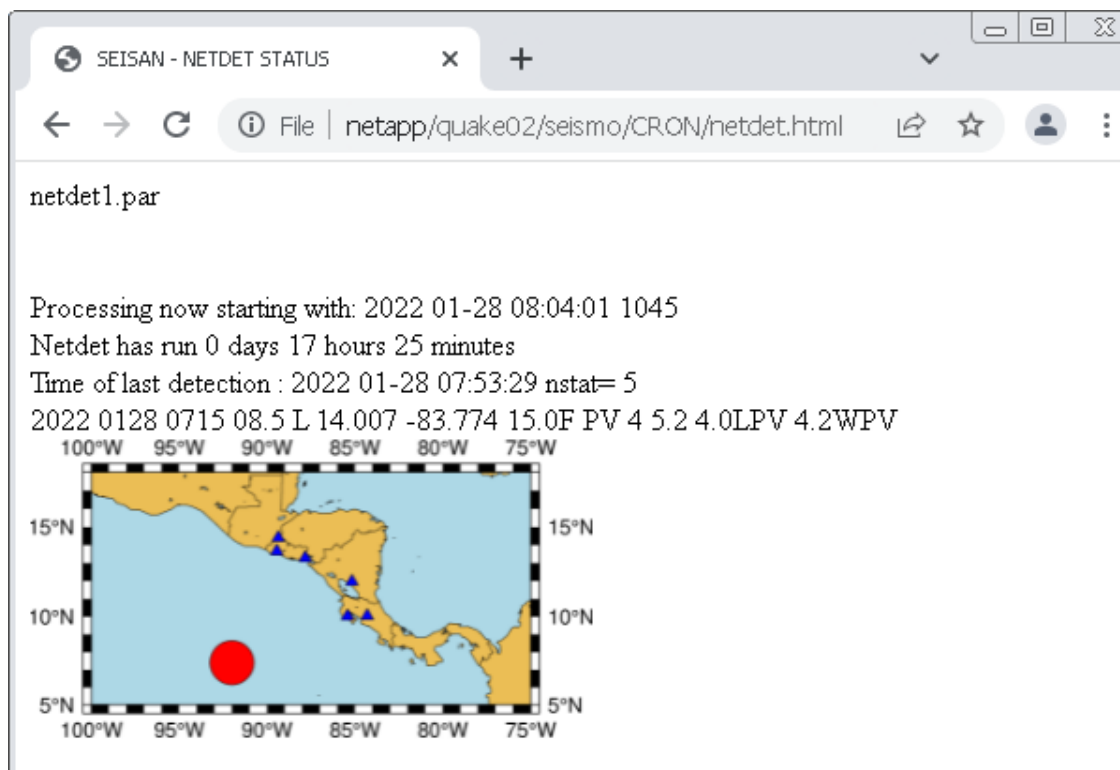 SEISAN - NETDET STATUS
File | netapp/quake02/seismo/CRON/netdet.html
netdet1.par
Processing now starting with: 2022 01-28 08:04:01 1045
Netdet has run 0 days 17 hours 25 minutes
Time of last detection : 2022 01-28 07:53:29 nstat= 5
2022 0128 0715 08.5 L 14.007 -83.774 15.0F PV 4 5.2 4.0LPV 4.2WPV
100°W 95°W 90°W 85°W 80°W 75°W
15°N 15°N
10°N 10°N
5°N 5°N
100°W 95°W 90°W 85°W 80°W 75°W